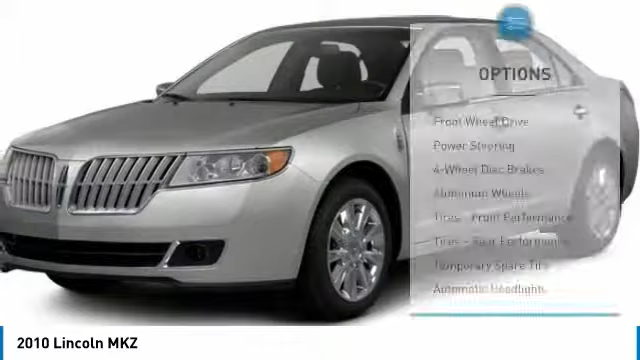 OPTIONS
Front Wheel Drive
Power Steering
4-Wheel Disc Brakes
Aluminum Wheels
Tires - Front Performance
Tires - Rear Performance
Temporary Spare Tire
Automatic Headlights
2010 Lincoln MKZ